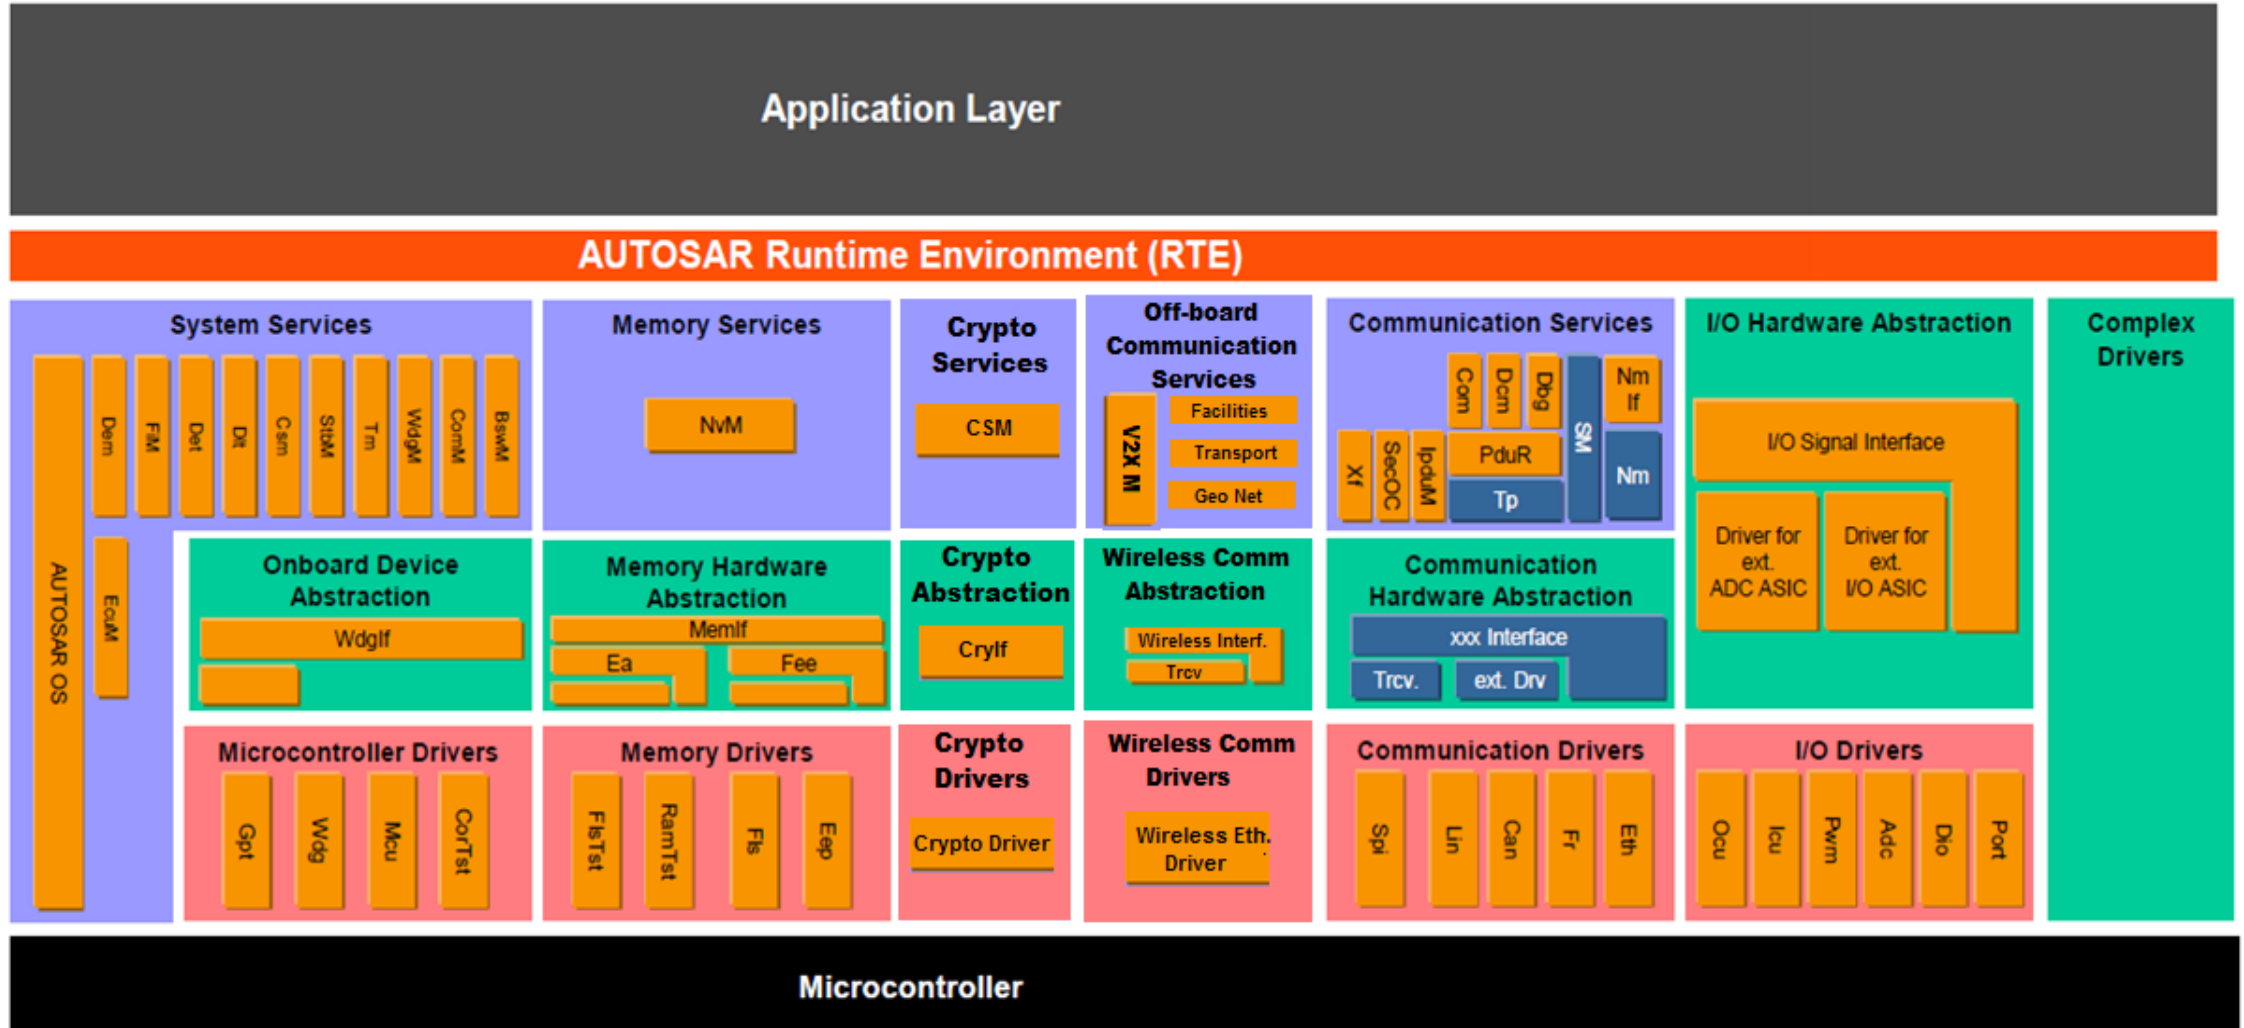 Application Layer
AUTOSAR Runtime Environment (RTE)
System Services
AUTOSAR OS
Dem
FiM
Det
Dlt
Csm
StbM
Tm
WdgM
ComM
BswM
EcuM
Memory Services
NvM
Crypto
Services
CSM
Off-board
Communication
Services
V2X M
Facilities
Transport
Geo Net
Communication Services
Com
Dcm
Dbg
SM
Nm
If
Xf
SecOC
IpduM
PduR
Tp
Nm
I/O Hardware Abstraction
I/O Signal Interface
Driver for
ext.
ADC ASIC
Driver for
ext.
I/O ASIC
Complex
Drivers
Onboard Device
Abstraction
WdgIf
Memory Hardware
Abstraction
MemIf
Ea
Fee
Crypto
Abstraction
CryIf
Wireless Comm
Abstraction
Wireless Interf.
Trcv
Communication
Hardware Abstraction
xxx Interface
Trcv.
ext. Drv
Microcontroller Drivers
Gpt
Wdg
Mcu
CorTst
Memory Drivers
FlsTst
RamTst
Fls
Eep
Crypto
Drivers
Crypto Driver
Wireless Comm
Drivers
Wireless Eth.
Driver
Communication Drivers
Spi
Lin
Can
Fr
Eth
I/O Drivers
Ocu
Icu
Pwm
Adc
Dio
Port
Microcontroller